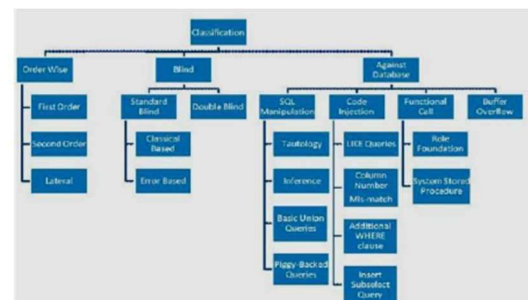 Classification
Order Wise
Blind
Against
Database
First Order
Second Order
Lateral
Standard
Blind
Double Blind
Classical
Based
Error Based
SQL
Manipulation
Code
Injection
Functional
Call
Buffer
Overflow
Tautology
Inference
Basic Union
Queries
Piggy-Backed
Queries
LIKE Queries
Column
Number
Mis-match
Additional
WHERE
clause
Insert
Subselect
Query
Role
Foundation
System Stored
Procedure